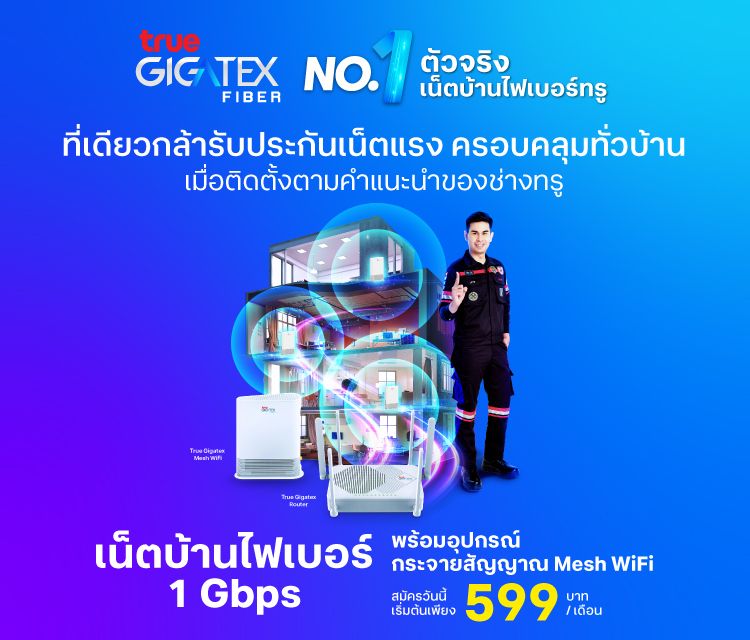 true
GIGATEX
FIBER
NO.1
ตัวจริง
เน็ตบ้านไฟเบอร์ทรู
ที่เดียวกล้ารับประกันเน็ตแรง ครอบคลุมทั่วบ้าน
เมื่อติดตั้งตามคำแนะนำของช่างทรู
true
GIGATEX
True Gigatex
Mesh WiFi
True Gigatex
Router
เน็ตบ้านไฟเบอร์
1 Gbps
พร้อมอุปกรณ์
กระจายสัญญาณ Mesh WiFi
สมัครวันนี้
เริ่มต้นเพียง
599
บาท
/ เดือน